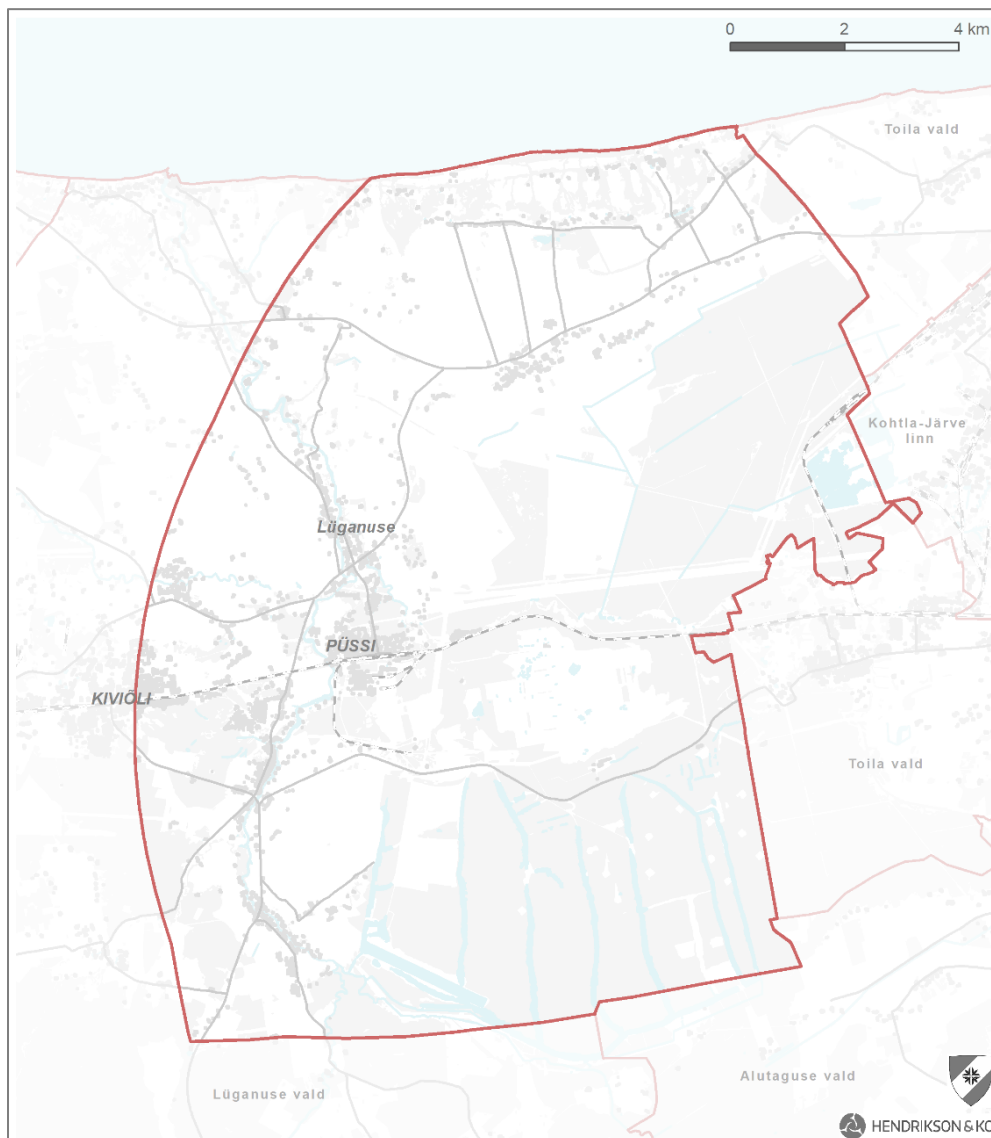 0 2 4 km
Toila vald
Kohtla-Järve
linn
Lüganuse
PÜSSI
KIVIÕLI
Toila vald
Alutaguse vald
Lüganuse vald
HENDRIKSON & KO